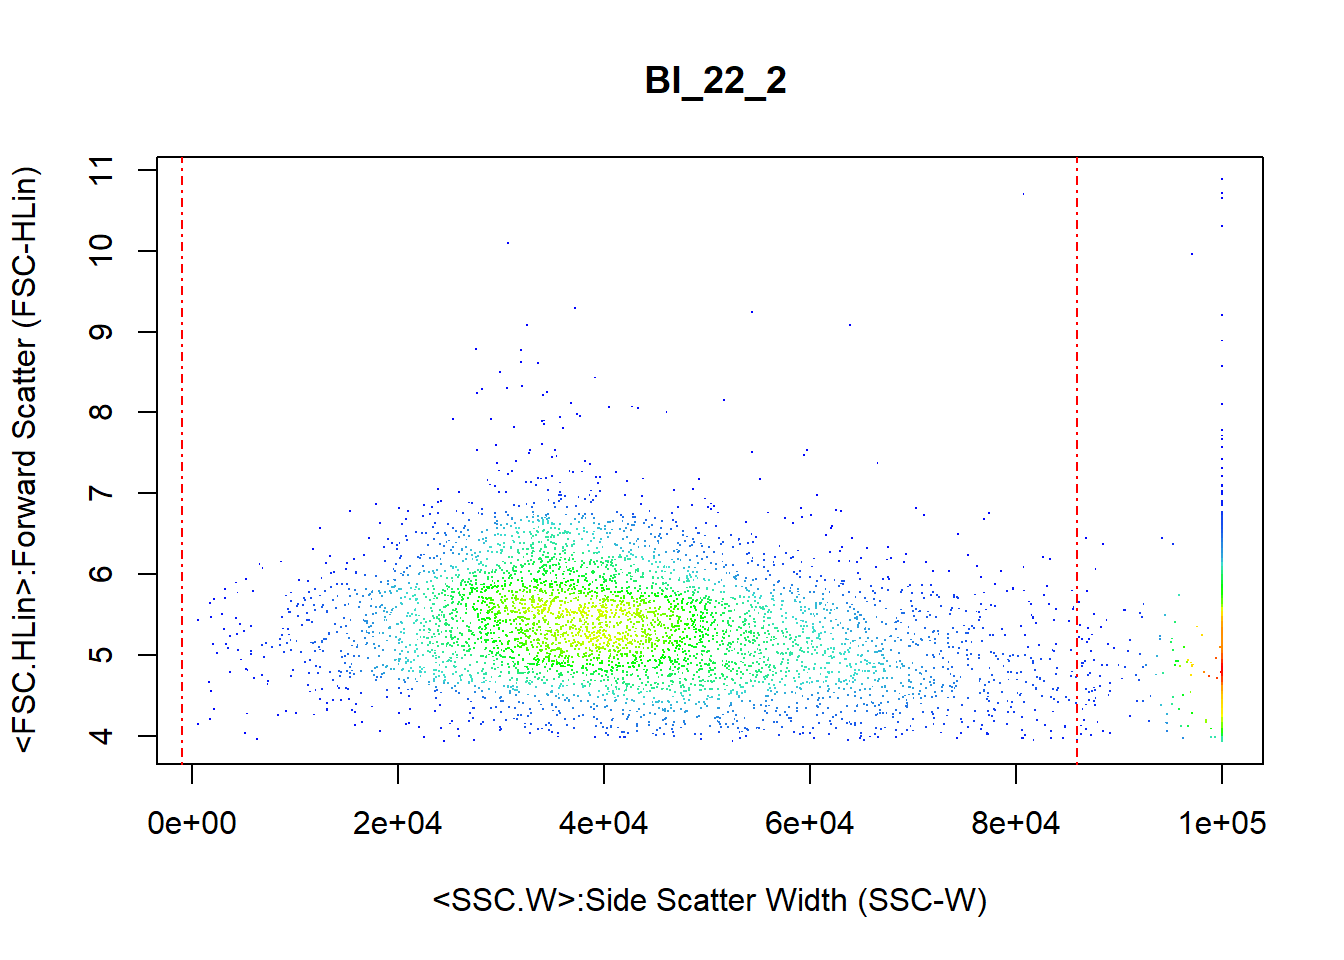 BI_22_2
<FSC.HLin>:Forward Scatter (FSC-HLin)
11
10
9
8
7
6
5
4
0e+00 2e+04 4e+04 6e+04 8e+04 1e+05
<SSC.W>:Side Scatter Width (SSC-W)